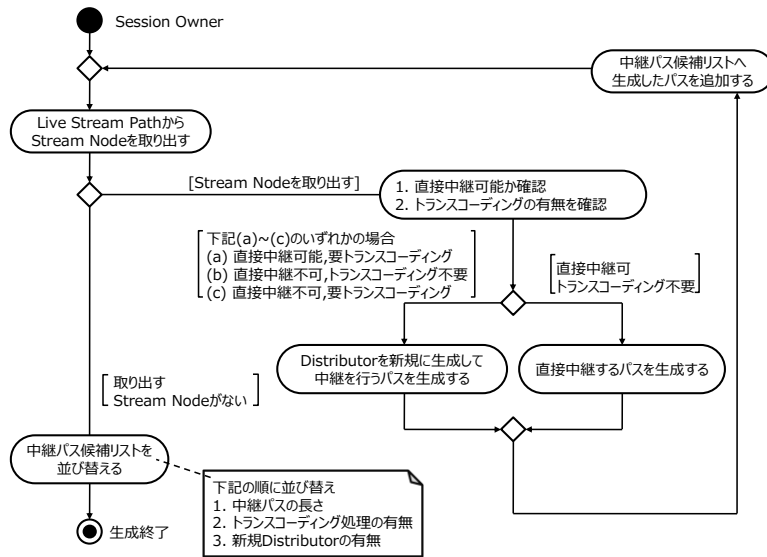 Session Owner
中継パス候補リストへ
生成したパスを追加する
Live Stream Pathから
Stream Nodeを取り出す
[Stream Nodeを取り出す]
1. 直接中継可能か確認
2. トランスコーディングの有無を確認
下記(a)~(c)のいずれかの場合
(a) 直接中継可能,要トランスコーディング
(b) 直接中継不可,トランスコーディング不要
(c) 直接中継不可,要トランスコーディング
直接中継可
トランスコーディング不要
Distributorを新規に生成して
中継を行うパスを生成する
直接中継するパスを生成する
取り出す
Stream Nodeがない
中継パス候補リストを
並び替える
下記の順に並び替え
1. 中継パスの長さ
2. トランスコーディング処理の有無
3. 新規Distributorの有無
生成終了